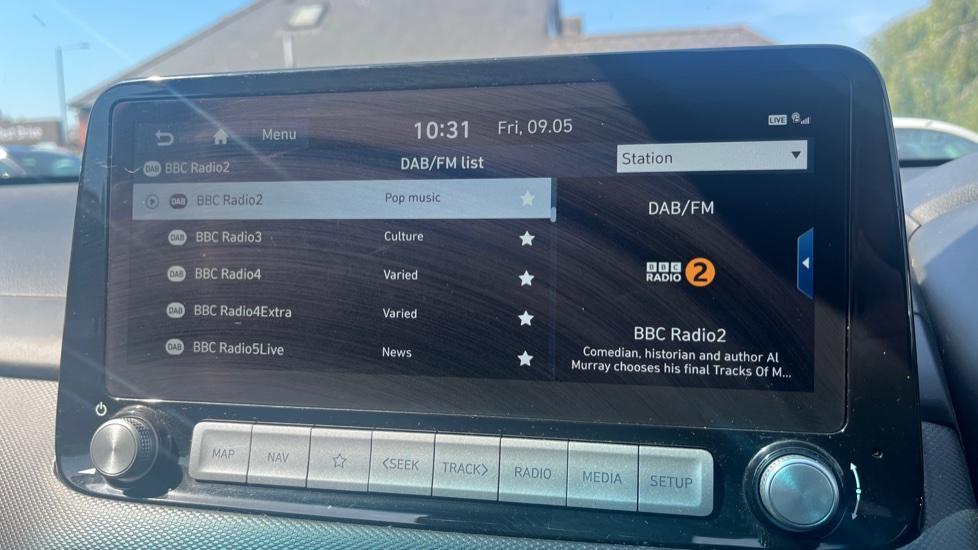 Menu
10:31
Fri, 09.05
LIVE
DAB BBC Radio2
DAB/FM list
Station
DAB BBC Radio2 Pop music
DAB BBC Radio3 Culture
DAB BBC Radio4 Varied
DAB BBC Radio4Extra Varied
DAB BBC Radio5Live News
DAB/FM
BBC
RADIO 2
BBC Radio2
Comedian, historian and author Al
Murray chooses his final Tracks Of M...
MAP
NAV
<SEEK
TRACK>
RADIO
MEDIA
SETUP